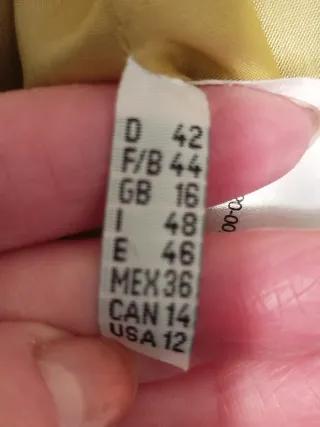 D 42
F/B 44
GB 16
I 48
E 46
MEX 36
CAN 14
USA 12